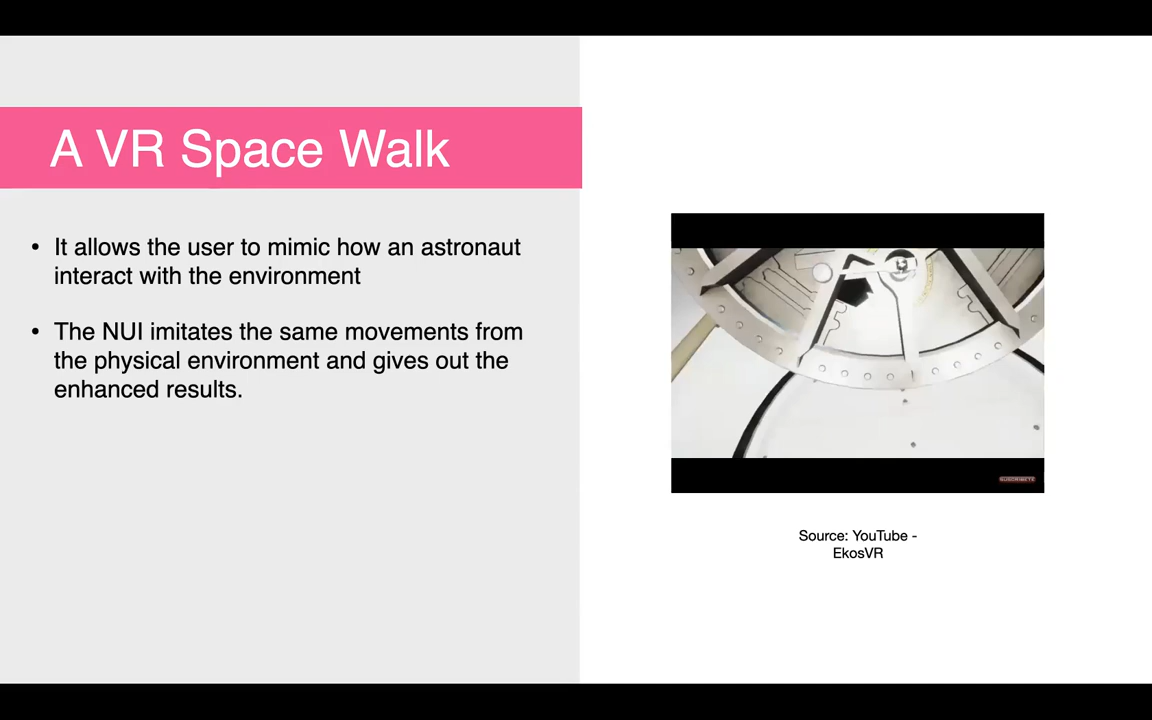 A VR Space Walk
• It allows the user to mimic how an astronaut
interact with the environment
• The NUI imitates the same movements from
the physical environment and gives out the
enhanced results.
SUSCRIBETE
Source: YouTube -
EkosVR